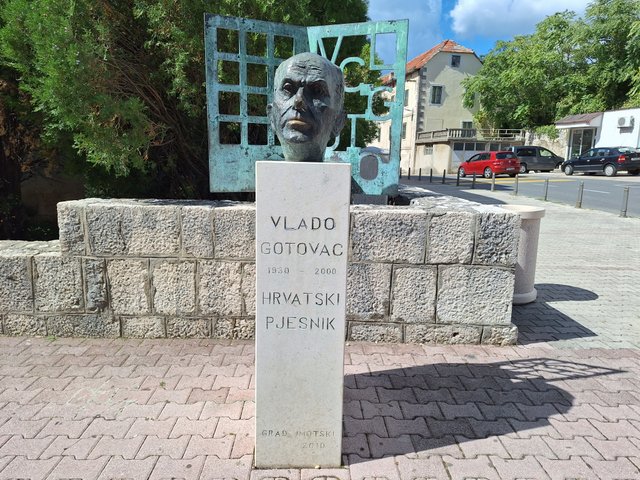 VLADO
GOTOVAC
1930 - 2000
HRVATSKI
PJESNIK
GRAD IMOTSKI
2010